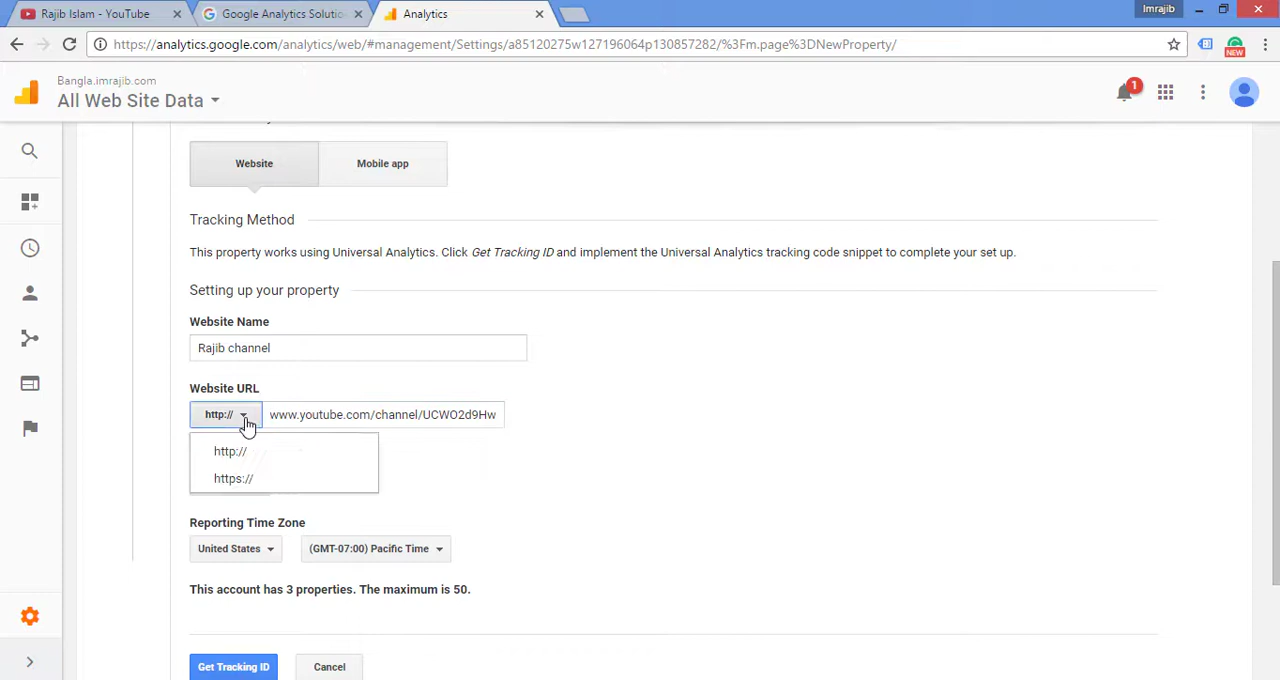 Rajib Islam - YouTube
Google Analytics Solutio
Analytics
Imrajib
https://analytics.google.com/analytics/web/#management/Settings/a85120275w127196064p130857282/%3Fm.page%3DNewProperty/
NEW
Bangla.imrajib.com
All Web Site Data
1
Website
Mobile app
Tracking Method
This property works using Universal Analytics. Click Get Tracking ID and implement the Universal Analytics tracking code snippet to complete your set up.
Setting up your property
Website Name
Rajib channel
Website URL
http://
www.youtube.com/channel/UCWO2d9Hw
http://
https://
Reporting Time Zone
United States
(GMT-07:00) Pacific Time
This account has 3 properties. The maximum is 50.
Get Tracking ID
Cancel